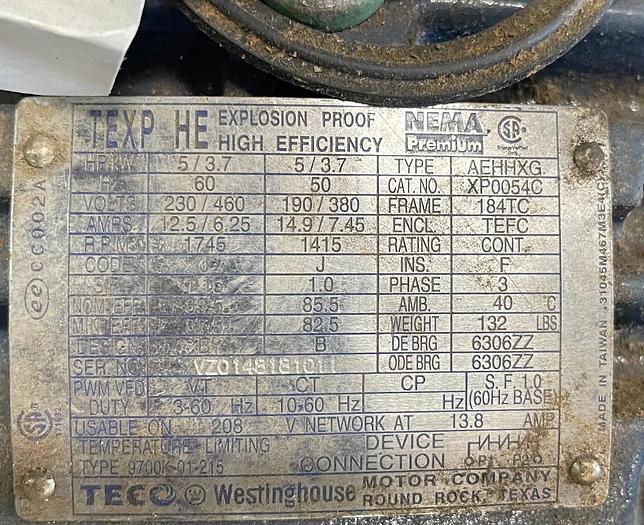 TEXP HE EXPLOSION PROOF HIGH EFFICIENCY NEMA Premium
HP/KW 5/3.7 5/3.7 TYPE AEHHXG
HZ 60 50 CAT. NO. XP0054C
VOLTS 230/460 190/380 FRAME 184TC
AMPS 12.5/6.25 14.9/7.45 ENCL. TEFC
R.P.M. 1745 1415 RATING CONT.
CODE J INS. F
S.F. 1.0 PHASE 3
NOM.EFF. 85.5 AMB. 40 C
MIN.EFF. 82.5 WEIGHT 132 LBS
DESIGN B B DE BRG 6306ZZ
SER NO. VZ0148181011 ODE BRG 6306ZZ
PWM VFD VT CT CP S.F 1.0
DUTY 3-60 Hz 10-60 Hz Hz (60Hz BASE)
USABLE ON 208 V NETWORK AT 13.8 AMP
TEMPERATURE LIMITING DEVICE
TYPE 9700K-01-215 CONNECTION P1 P2
TECO Westinghouse MOTOR COMPANY
ROUND ROCK, TEXAS
CC002A
MADE IN TAIWAN